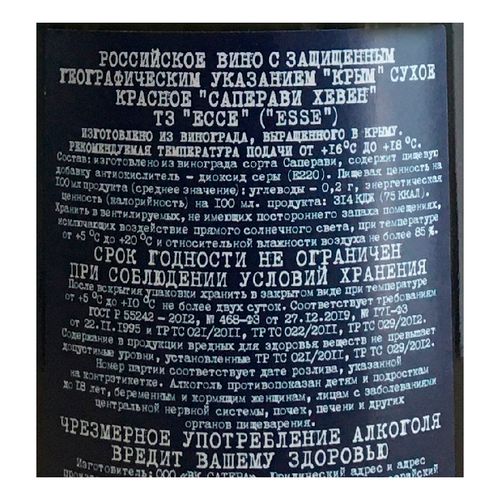 РОССИЙСКОЕ ВИНО С ЗАЩИЩЕННЫМ
ГЕОГРАФИЧЕСКИМ УКАЗАНИЕМ "КРЫМ" СУХОЕ
КРАСНОЕ "САПЕРАВИ ХЕВЕН"
ТЗ "ЕССЕ" ("ESSE")
ИЗГОТОВЛЕНО ИЗ ВИНОГРАДА, ВЫРАЩЕННОГО В КРЫМУ.
РЕКОМЕНДУЕМАЯ ТЕМПЕРАТУРА ПОДАЧИ ОТ +16°С ДО +18°С.
Состав: изготовлено из винограда сорта Саперави, содержит пищевую
добавку антиокислитель - диоксид серы (Е220). Пищевая ценность на
100 мл продукта (среднее значение): углеводы - 0,2 г, энергетическая
ценность (калорийность) на 100 мл. продукта: 314 КДЖ (75 ККАЛ).
Хранить в вентилируемых, не имеющих постороннего запаха помещениях,
исключающих воздействие прямого солнечного света, при температуре
от +5 °С до +20 °С и относительной влажности воздуха не более 85 %.
СРОК ГОДНОСТИ НЕ ОГРАНИЧЕН
ПРИ СОБЛЮДЕНИИ УСЛОВИЙ ХРАНЕНИЯ
После вскрытия упаковки хранить в закрытом виде при температуре
от +5 °С до +10 °С не более двух суток. Соответствует требованиям
ГОСТ Р 55242 - 2012, № 468-ФЗ от 27.12.2019, № 171-ФЗ
от 22.11.1995 и ТР ТС 021/2011, ТР ТС 022/2011, ТР ТС 029/2012.
Содержание в продукции вредных для здоровья веществ не превышает
допустимые уровни, установленные ТР ТС 021/2011, ТР ТС 029/2012.
Номер партии соответствует дате розлива, указанной
на контрэтикетке. Алкоголь противопоказан детям и подросткам
до 18 лет, беременным и кормящим женщинам, лицам с заболеваниями
центральной нервной системы, почек, печени и других
органов пищеварения.
ЧРЕЗМЕРНОЕ УПОТРЕБЛЕНИЕ АЛКОГОЛЯ
ВРЕДИТ ВАШЕМУ ЗДОРОВЬЮ
Изготовитель: ООО «ВК САТЕРА». Юридический адрес и адрес